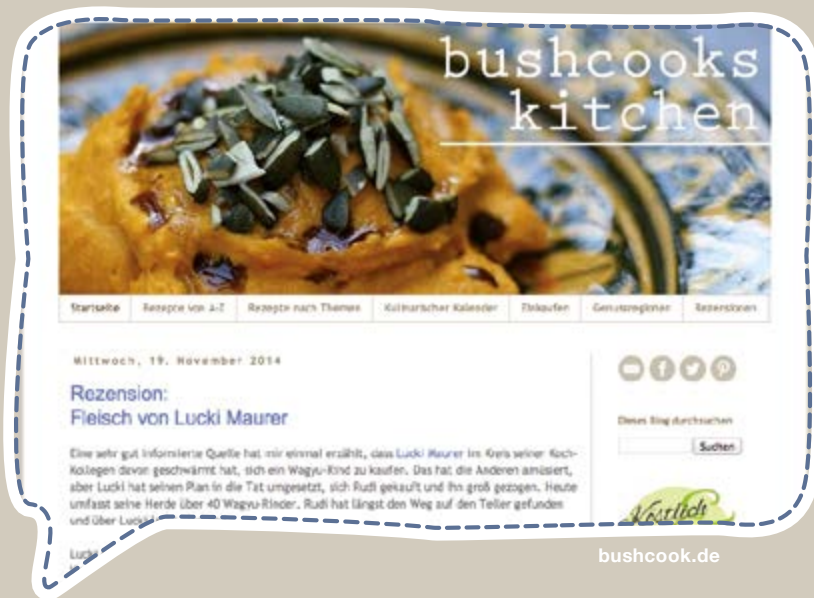 bushcooks
kitchen
Startseite Rezepte von A-Z Rezepte nach Themen Kulinarischer Kalender Einkaufen Genussregionen Rezensionen
Mittwoch, 19. November 2014
Rezension:
Fleisch von Lucki Maurer
Eine sehr gut informierte Quelle hat mir einmal erzählt, dass Lucki Maurer im Kreis seiner Koch-
Kollegen davon geschwärmt hat, sich ein Wagyu-Rind zu kaufen. Das hat die Anderen amüsiert,
aber Lucki hat seinen Plan in die Tat umgesetzt, sich Rudi gekauft und ihn groß gezogen. Heute
umfasst seine Herde über 40 Wagyu-Rinder. Rudi hat längst den Weg auf den Teller gefunden
und über Lucki
Lucki
Dieses Blog durchsuchen
Suchen
Köstlich
bushcook.de